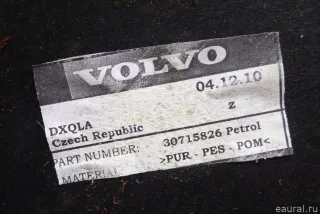 VOLVO
04.12.10
Z
DXQLA
Czech Republic
PART NUMBER: 30715826 Petrol
MATERIAL >PUR - PES - POM<
eaural.ru